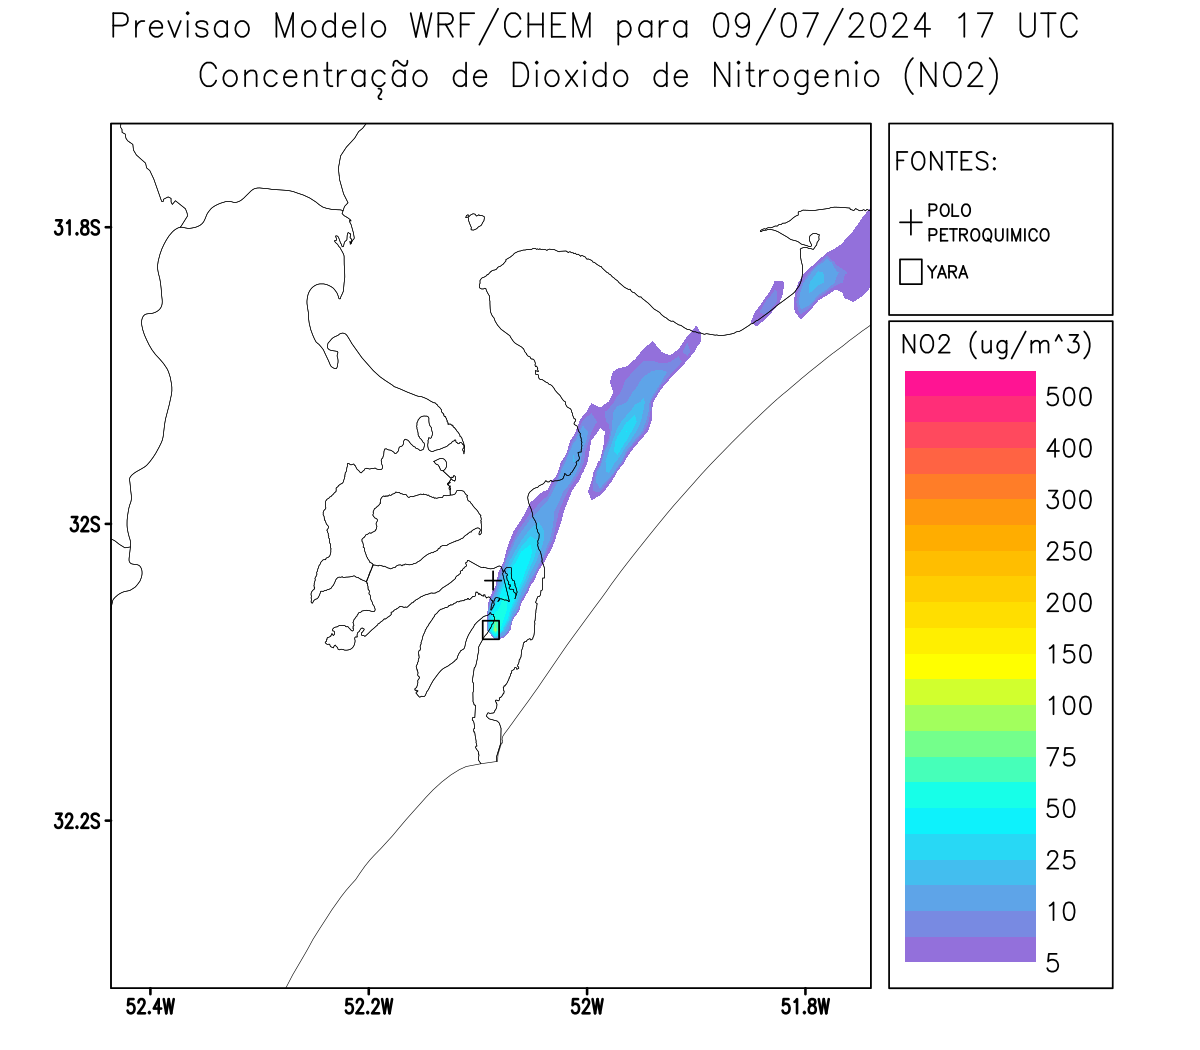 Previsao Modelo WRF/CHEM para 09/07/2024 17 UTC
Concentração de Dioxido de Nitrogenio (NO2)
FONTES:
POLO
PETROQUIMICO
YARA
NO2 (ug/m^3)
500
400
300
250
200
150
100
75
50
25
10
5
31.8S
32S
32.2S
52.4W
52.2W
52W
51.8W